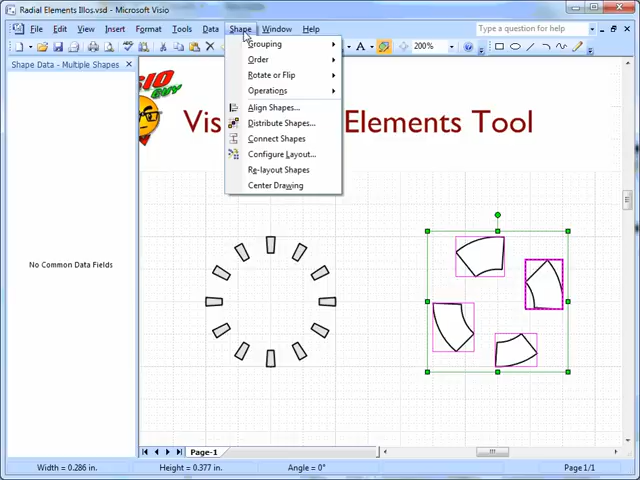 Radial Elements Illos.vsd - Microsoft Visio
File Edit View Insert Format Tools Data Shape Window Help
Type a question for help
200%
Shape Data - Multiple Shapes
No Common Data Fields
Grouping
Order
Rotate or Flip
Operations
Align Shapes...
Distribute Shapes...
Connect Shapes
Configure Layout...
Re-layout Shapes
Center Drawing
VISIO GUY
Vis Elements Tool
Page-1
Width = 0.286 in. Height = 0.377 in. Angle = 0° Page 1/1